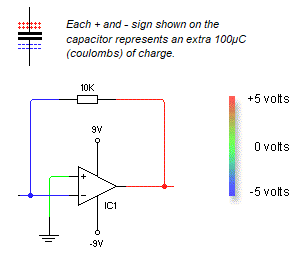 Each + and - sign shown on the
capacitor represents an extra 100µC
(coulombs) of charge.
10K
+5 volts
9V
+
0 volts
−
IC1
-5 volts
-9V